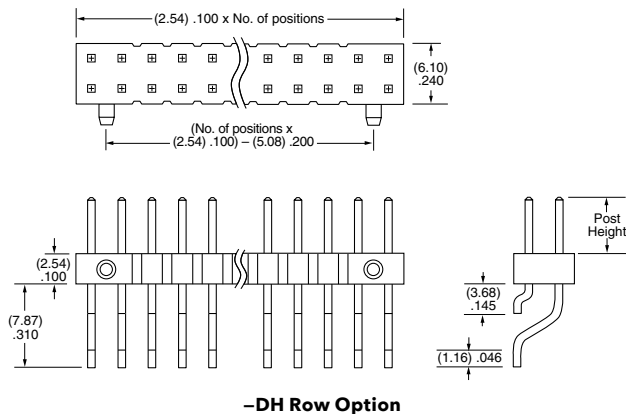 (2.54) .100 x No. of positions
(6.10)
.240
(No. of positions x
(2.54) .100) – (5.08) .200
Post
Height
(2.54)
.100
(3.68)
.145
(7.87)
.310
(1.16) .046
–DH Row Option